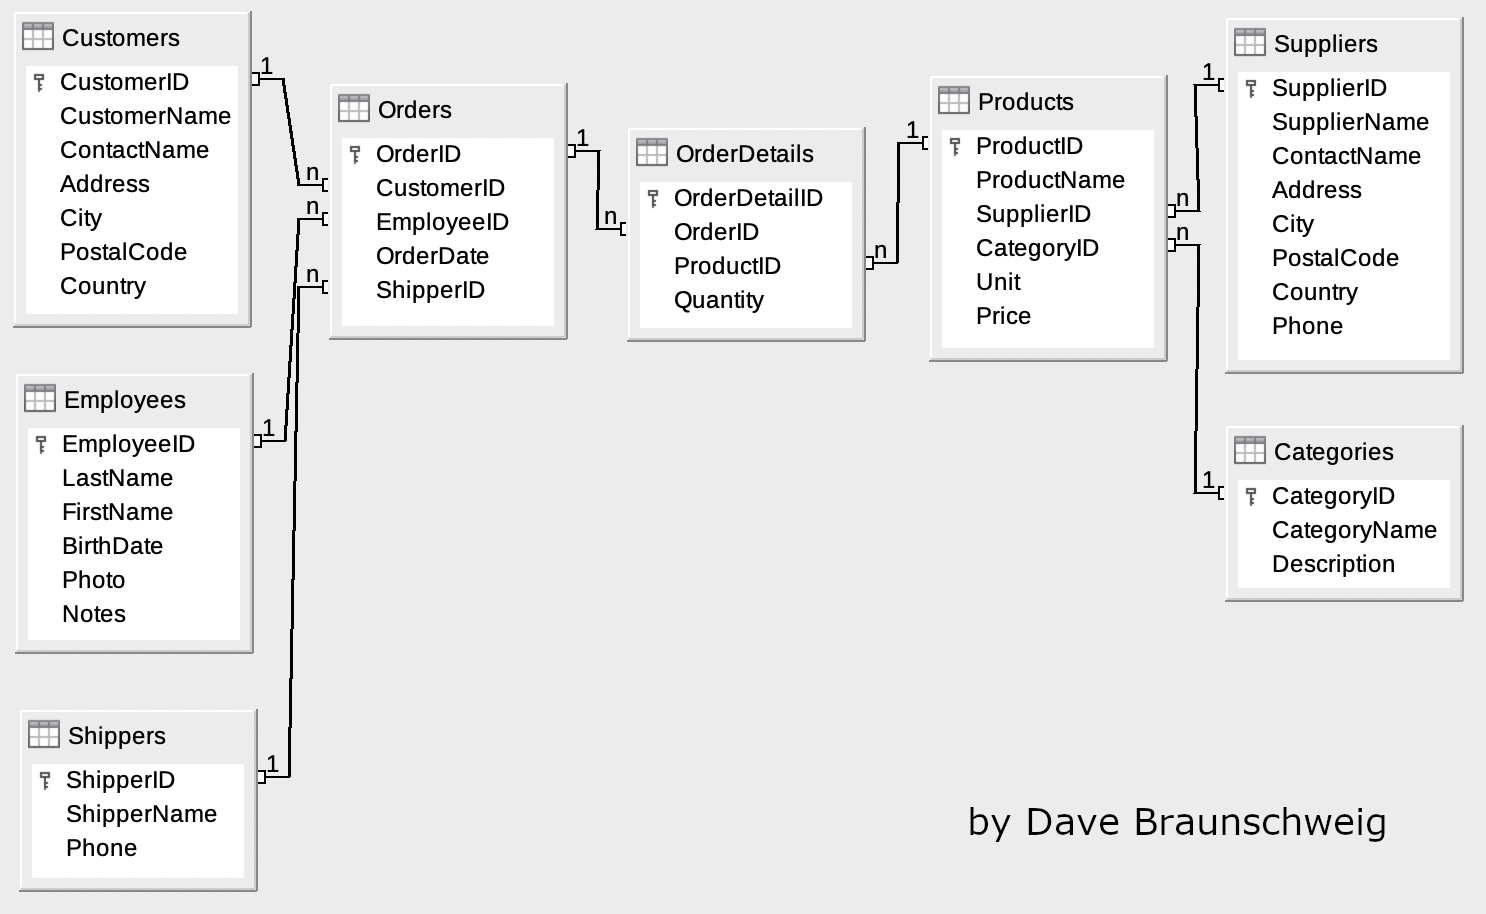 Customers
CustomerID
CustomerName
ContactName
Address
City
PostalCode
Country
1
n
Employees
EmployeeID
LastName
FirstName
BirthDate
Photo
Notes
1
n
Shippers
ShipperID
ShipperName
Phone
1
n
Orders
OrderID
CustomerID
EmployeeID
OrderDate
ShipperID
1
n
OrderDetails
OrderDetailID
OrderID
ProductID
Quantity
n
1
Products
ProductID
ProductName
SupplierID
CategoryID
Unit
Price
n
1
n
1
Suppliers
SupplierID
SupplierName
ContactName
Address
City
PostalCode
Country
Phone
Categories
CategoryID
CategoryName
Description
by Dave Braunschweig